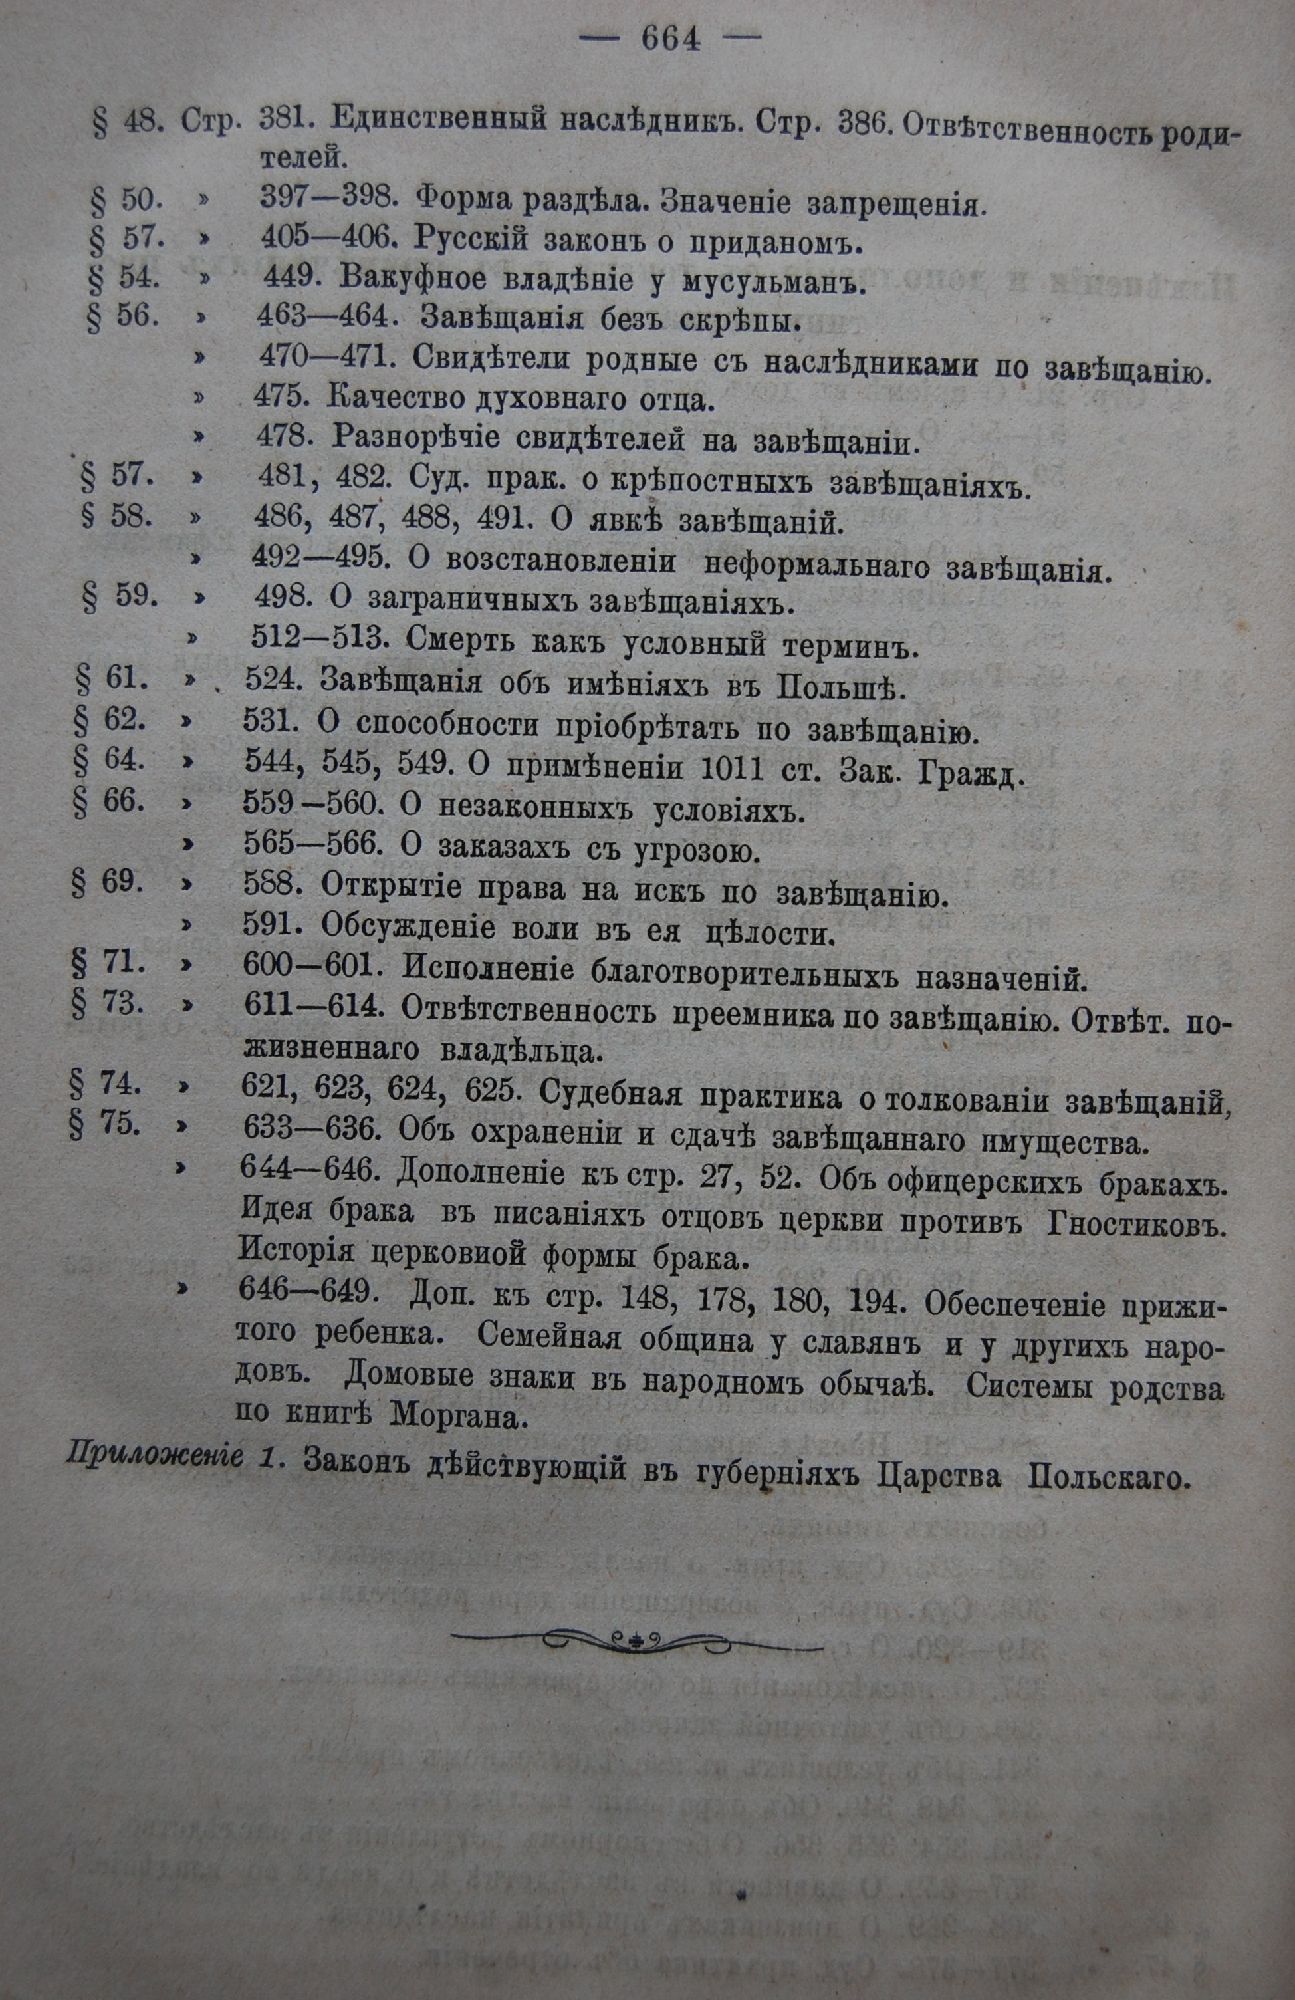 — 664 —
§ 48. Стр. 381. Единственный наслѣдникъ. Стр. 386. Отвѣтственность роди-
телей.
§ 50. » 397—398. Форма раздѣла. Значеніе запрещенія.
§ 57. » 405—406. Русскій законъ о приданомъ.
§ 54. » 449. Вакуфное владѣніе у мусульманъ.
§ 56. » 463—464. Завѣщанія безъ скрѣпы.
» 470—471. Свидѣтели родные съ наслѣдниками по завѣщанію.
» 475. Качество духовнаго отца.
» 478. Разнорѣчіе свидѣтелей на завѣщаніи.
§ 57. » 481, 482. Суд. прак. о крѣпостныхъ завѣщаніяхъ.
§ 58. » 486, 487, 488, 491. О явкѣ завѣщаній.
» 492—495. О возстановленіи неформальнаго завѣщанія.
§ 59. » 498. О заграничныхъ завѣщаніяхъ.
» 512—513. Смерть какъ условный терминъ.
§ 61. » 524. Завѣщанія объ имѣніяхъ въ Польшѣ.
§ 62. » 531. О способности пріобрѣтать по завѣщанію.
§ 64. » 544, 545, 549. О примѣненіи 1011 ст. Зак. Гражд.
§ 66. » 559—560. О незаконныхъ условіяхъ.
» 565—566. О заказахъ съ угрозою.
§ 69. » 588. Открытіе права на искъ по завѣщанію.
» 591. Обсужденіе воли въ ея цѣлости.
§ 71. » 600—601. Исполненіе благотворительныхъ назначеній.
§ 73. » 611—614. Отвѣтственность преемника по завѣщанію. Отвѣт. по-
жизненнаго владѣльца.
§ 74. » 621, 623, 624, 625. Судебная практика о толкованіи завѣщаній,
§ 75. » 633—636. Объ охраненіи и сдачѣ завѣщаннаго имущества.
» 644—646. Дополненіе къ стр. 27, 52. Объ офицерскихъ бракахъ.
Идея брака въ писаніяхъ отцовъ церкви противъ Гностиковъ.
Исторія церковной формы брака.
» 646—649. Доп. къ стр. 148, 178, 180, 194. Обеспеченіе прижи-
того ребенка. Семейная община у славянъ и у другихъ наро-
довъ. Домовые знаки въ народномъ обычаѣ. Системы родства
по книгѣ Моргана.
Приложеніе 1. Законъ дѣйствующій въ губерніяхъ Царства Польскаго.